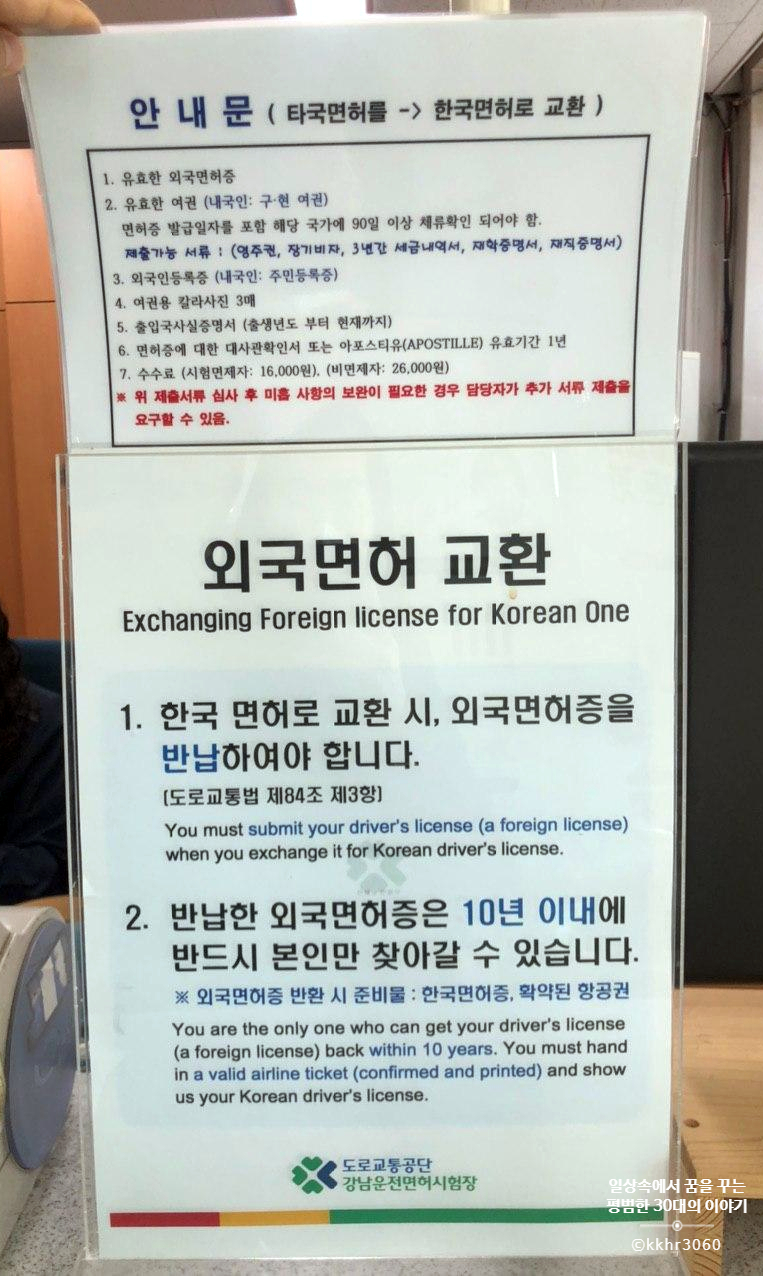 안 내 문 ( 타국면허를 -> 한국면허로 교환 )
1. 유효한 외국면허증
2. 유효한 여권 (내국인: 구·현 여권)
면허증 발급일자를 포함 해당 국가에 90일 이상 체류확인 되어야 함.
제출가능 서류 : (영주권, 장기비자, 3년간 세금내역서, 재학증명서, 재직증명서)
3. 외국인등록증 (내국인: 주민등록증)
4. 여권용 칼라사진 3매
5. 출입국사실증명서 (출생년도 부터 현재까지)
6. 면허증에 대한 대사관확인서 또는 아포스티유(APOSTILLE) 유효기간 1년
7. 수수료 (시험면제자: 16,000원), (비면제자: 26,000원)
※ 위 제출서류 심사 후 미흡 사항의 보완이 필요한 경우 담당자가 추가 서류 제출을
요구할 수 있음.
외국면허 교환
Exchanging Foreign license for Korean One
1. 한국 면허로 교환 시, 외국면허증을
반납하여야 합니다.
(도로교통법 제84조 제3항)
You must submit your driver's license (a foreign license)
when you exchange it for Korean driver's license.
2. 반납한 외국면허증은 10년 이내에
반드시 본인만 찾아갈 수 있습니다.
※ 외국면허증 반환 시 준비물 : 한국면허증, 확약된 항공권
You are the only one who can get your driver's license
(a foreign license) back within 10 years. You must hand
in a valid airline ticket (confirmed and printed) and show
us your Korean driver's license.
도로교통공단
강남운전면허시험장
일상속에서 꿈을 꾸는
평범한 30대의 이야기
©kkhr3060